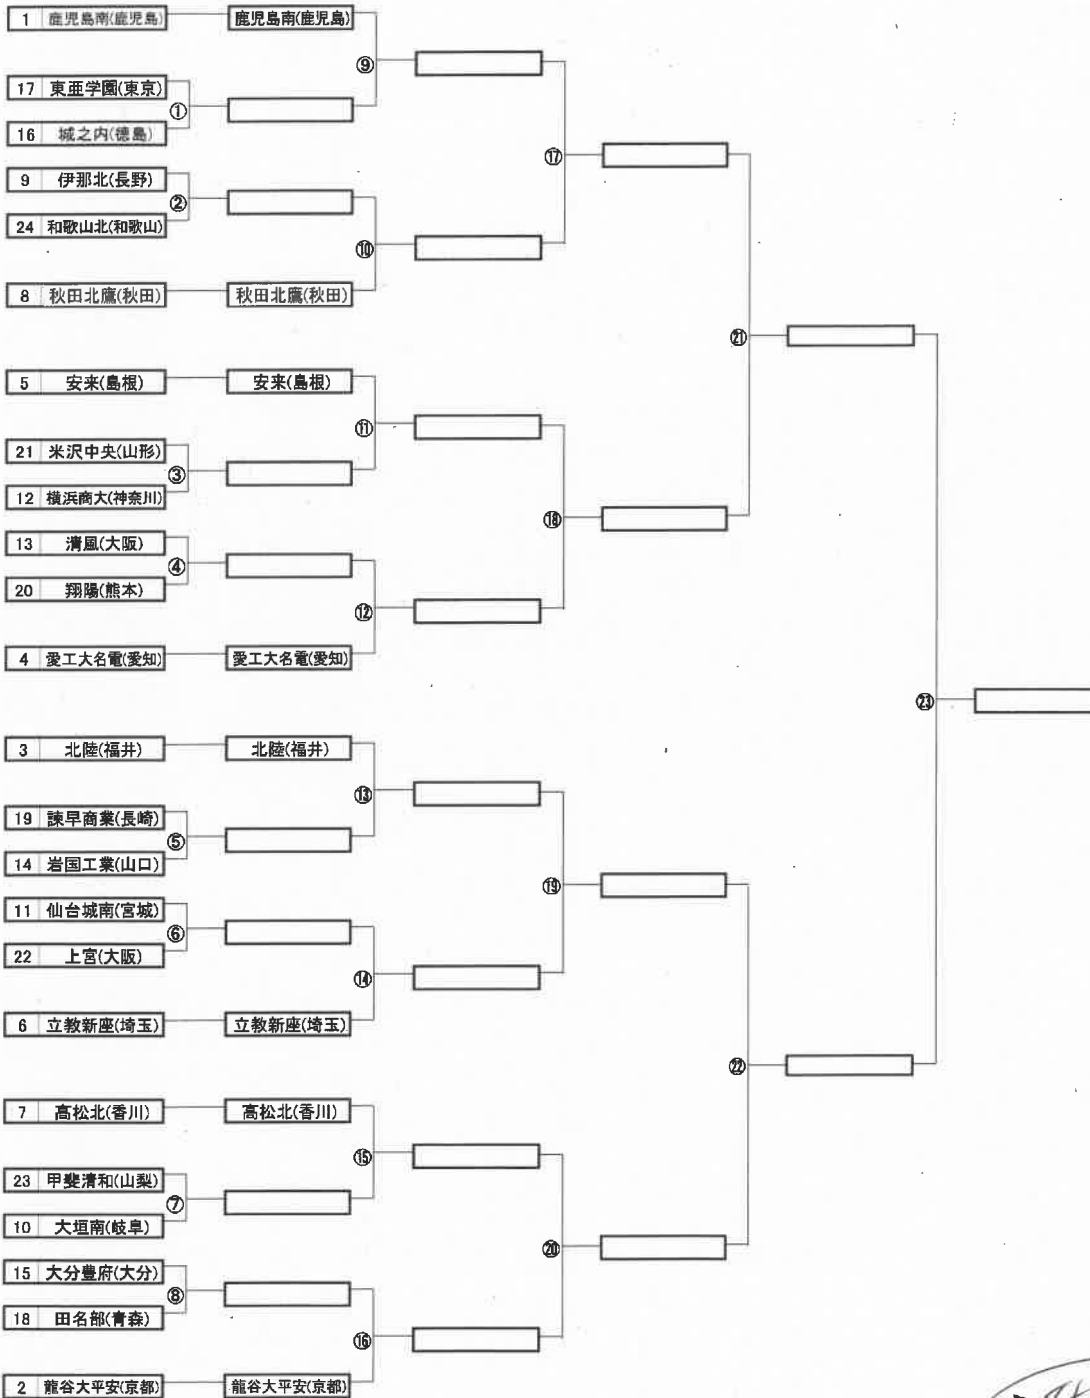 1 鹿児島南(鹿児島) 鹿児島南(鹿児島)
⑨
17 東亜学園(東京)
①
16 城之内(徳島)
⑰
9 伊那北(長野)
②
24 和歌山北(和歌山)
⑩
8 秋田北鷹(秋田) 秋田北鷹(秋田)
㉑
5 安来(島根) 安来(島根)
⑪
21 米沢中央(山形)
③
12 横浜商大(神奈川)
⑱
13 清風(大阪)
④
20 翔陽(熊本)
⑫
4 愛工大名電(愛知) 愛工大名電(愛知)
㉓
3 北陸(福井) 北陸(福井)
⑬
19 諫早商業(長崎)
⑤
14 岩国工業(山口)
⑲
11 仙台城南(宮城)
⑥
22 上宮(大阪)
⑭
6 立教新座(埼玉) 立教新座(埼玉)
㉒
7 高松北(香川) 高松北(香川)
⑮
23 甲斐清和(山梨)
⑦
10 大垣南(岐阜)
⑳
15 大分豊府(大分)
⑧
18 田名部(青森)
⑯
2 龍谷大平安(京都) 龍谷大平安(京都)